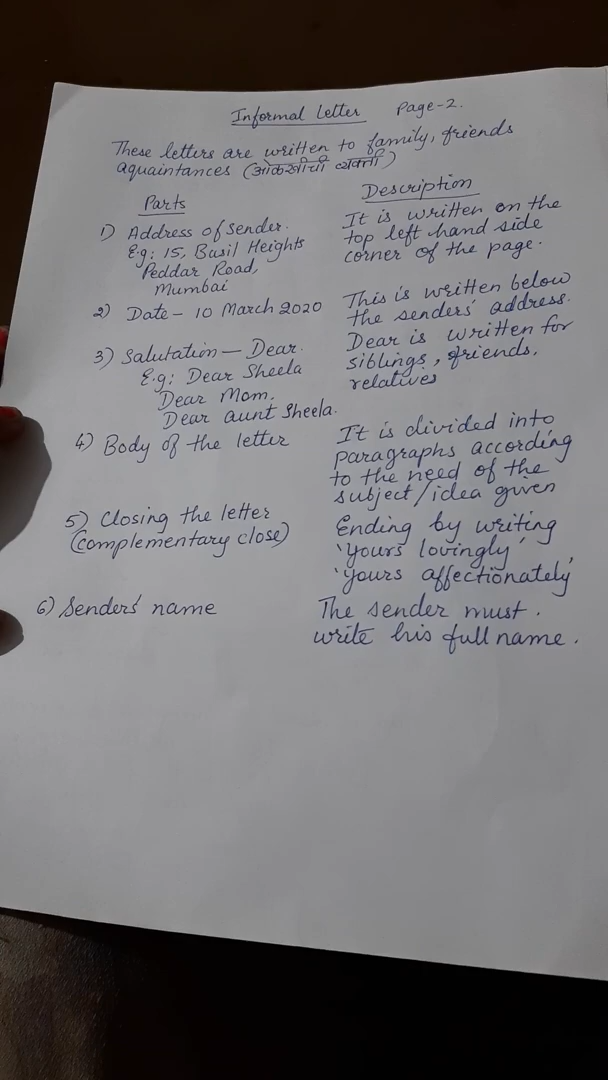 Informal Letter Page-2.
These letters are written to family, friends
aquaintances (ओळखीची व्यक्ती)
Parts
Description
1) Address of sender.
E.g: 15, Busil Heights
Peddar Road,
Mumbai
It is written on the
top left hand side
corner of the page.
2) Date - 10 March 2020
This is written below
the senders' address.
3) Salutation - Dear.
E.g: Dear Sheela
Dear Mom.
Dear aunt Sheela.
Dear is written for
siblings, friends,
relatives
4) Body of the letter
It is divided into
paragraphs according
to the need of the
subject/idea given
5) Closing the letter
(complementary close)
Ending by writing
'yours lovingly'
'yours affectionately'
6) Senders' name
The sender must.
write his full name.